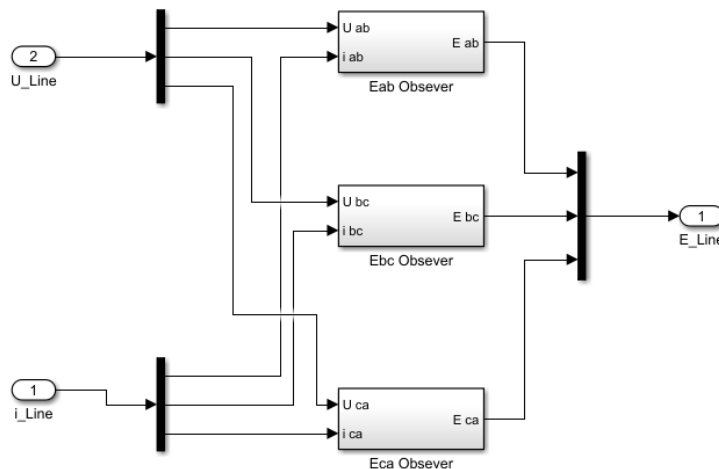 2
U_Line
U ab
i ab
E ab
Eab Obsever
U bc
i bc
E bc
Ebc Obsever
1
E_Line
1
i_Line
U ca
i ca
E ca
Eca Obsever